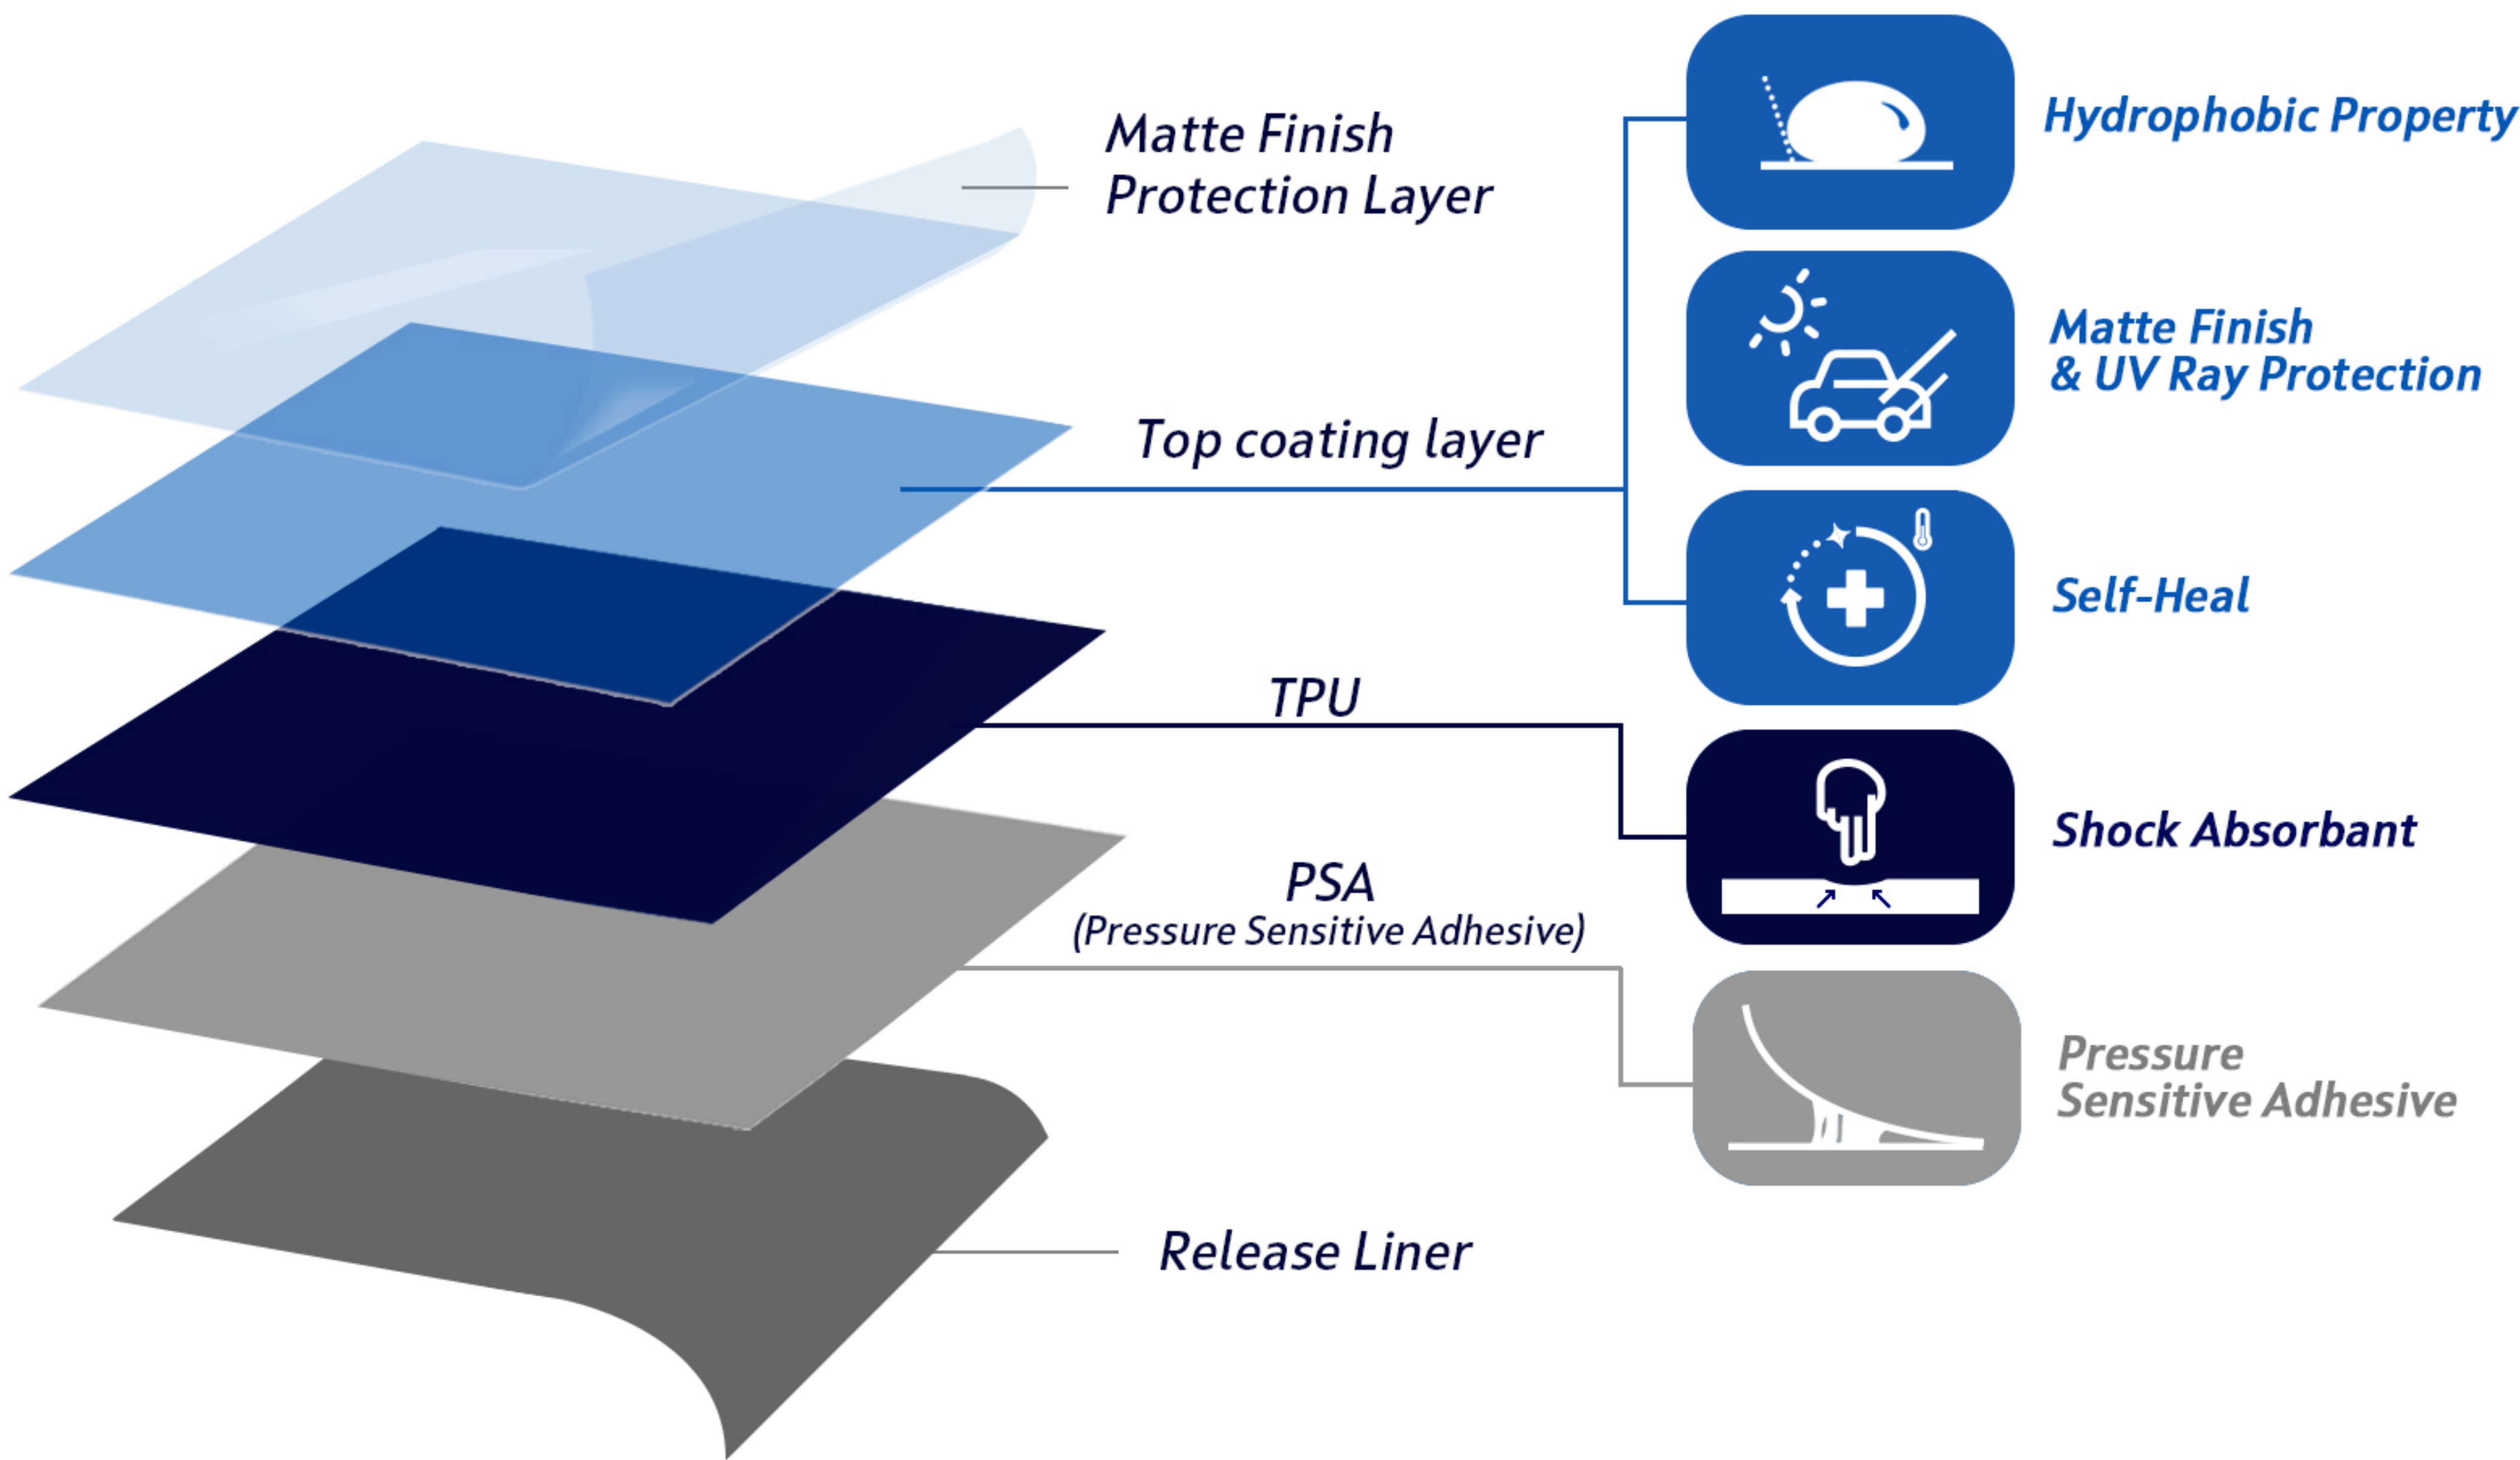 Matte Finish
Protection Layer
Top coating layer
TPU
PSA
(Pressure Sensitive Adhesive)
Release Liner
Hydrophobic Property
Matte Finish
& UV Ray Protection
Self-Heal
Shock Absorbant
Pressure
Sensitive Adhesive